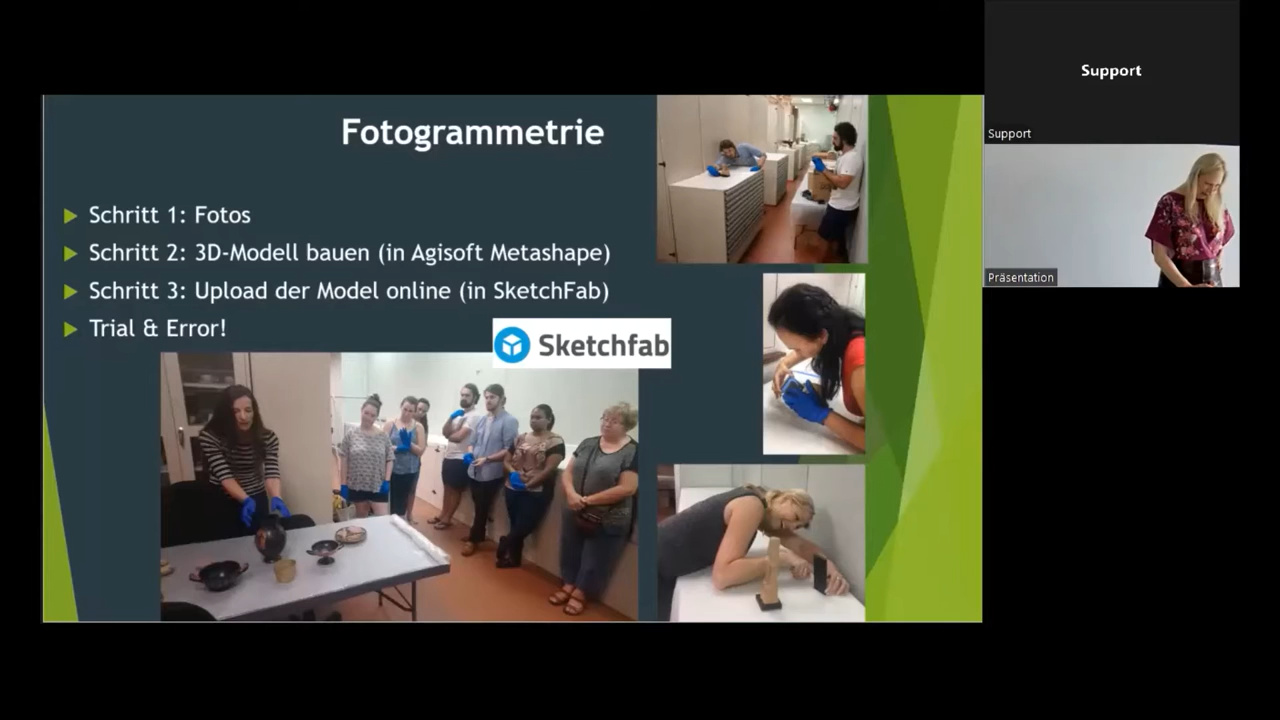 Fotogrammetrie
Schritt 1: Fotos
Schritt 2: 3D-Modell bauen (in Agisoft Metashape)
Schritt 3: Upload der Model online (in SketchFab)
Trial & Error!
Sketchfab
Support
Support
Präsentation